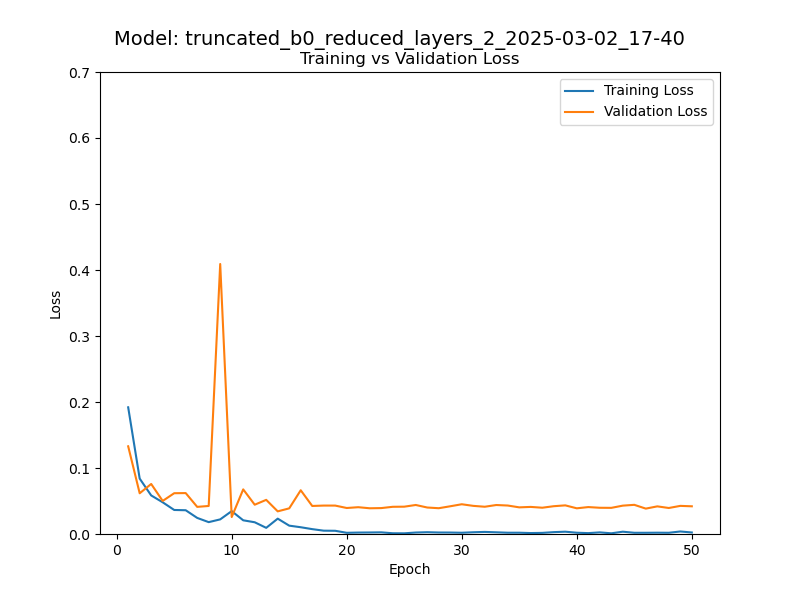 Model: truncated_b0_reduced_layers_2_2025-03-02_17-40
Training vs Validation Loss
0.7
Training Loss
Validation Loss
0.6
0.5
0.4
0.3
0.2
0.1
0.0
Loss
0 10 20 30 40 50
Epoch